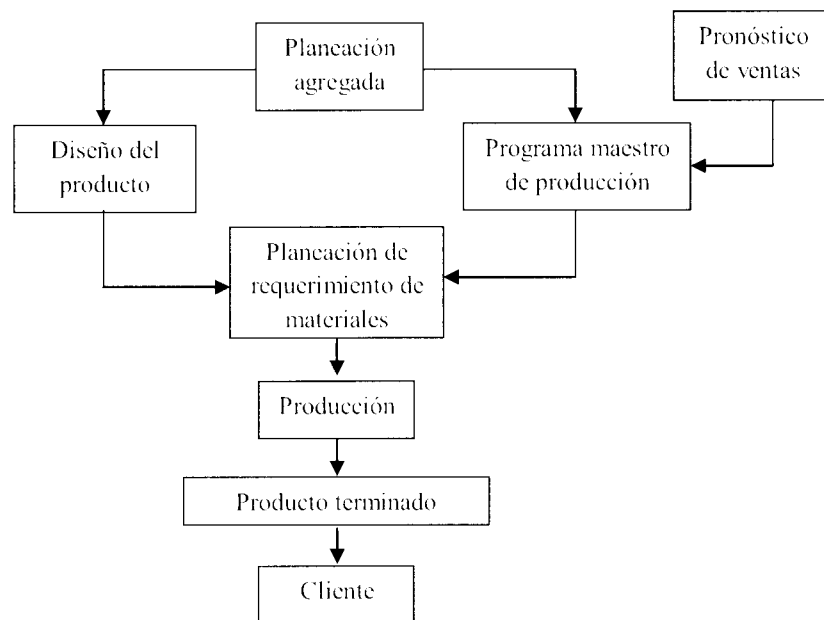 Planeación
agregada
Pronóstico
de ventas
Diseño del
producto
Programa maestro
de producción
Planeación de
requerimiento de
materiales
Producción
Producto terminado
Cliente